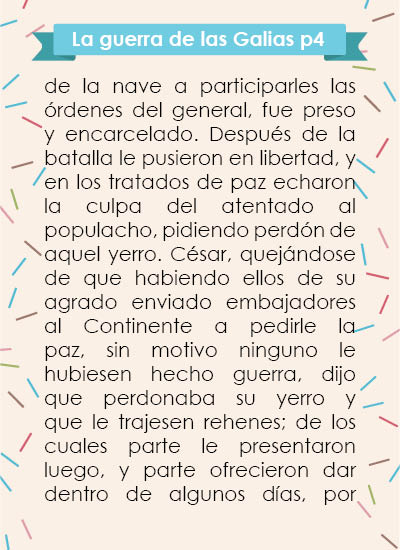 La guerra de las Galias p4
de la nave a participarles las
órdenes del general, fue preso
y encarcelado. Después de la
batalla le pusieron en libertad, y
en los tratados de paz echaron
la culpa del atentado al
populacho, pidiendo perdón de
aquel yerro. César, quejándose
de que habiendo ellos de su
agrado enviado embajadores
al Continente a pedirle la
paz, sin motivo ninguno le
hubiesen hecho guerra, dijo
que perdonaba su yerro y
que le trajesen rehenes; de los
cuales parte le presentaron
luego, y parte ofrecieron dar
dentro de algunos días, por